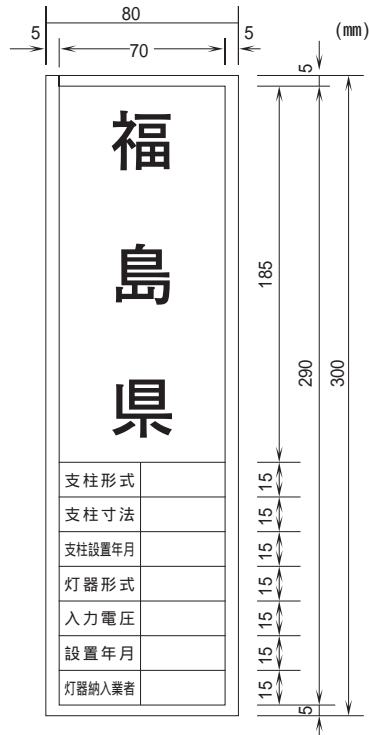 80
5 5 (mm)
70
5
福
島
県
185
290
300
支柱形式 15
支柱寸法 15
支柱設置年月 15
灯器形式 15
入力電圧 15
設置年月 15
灯器納入業者 15
5